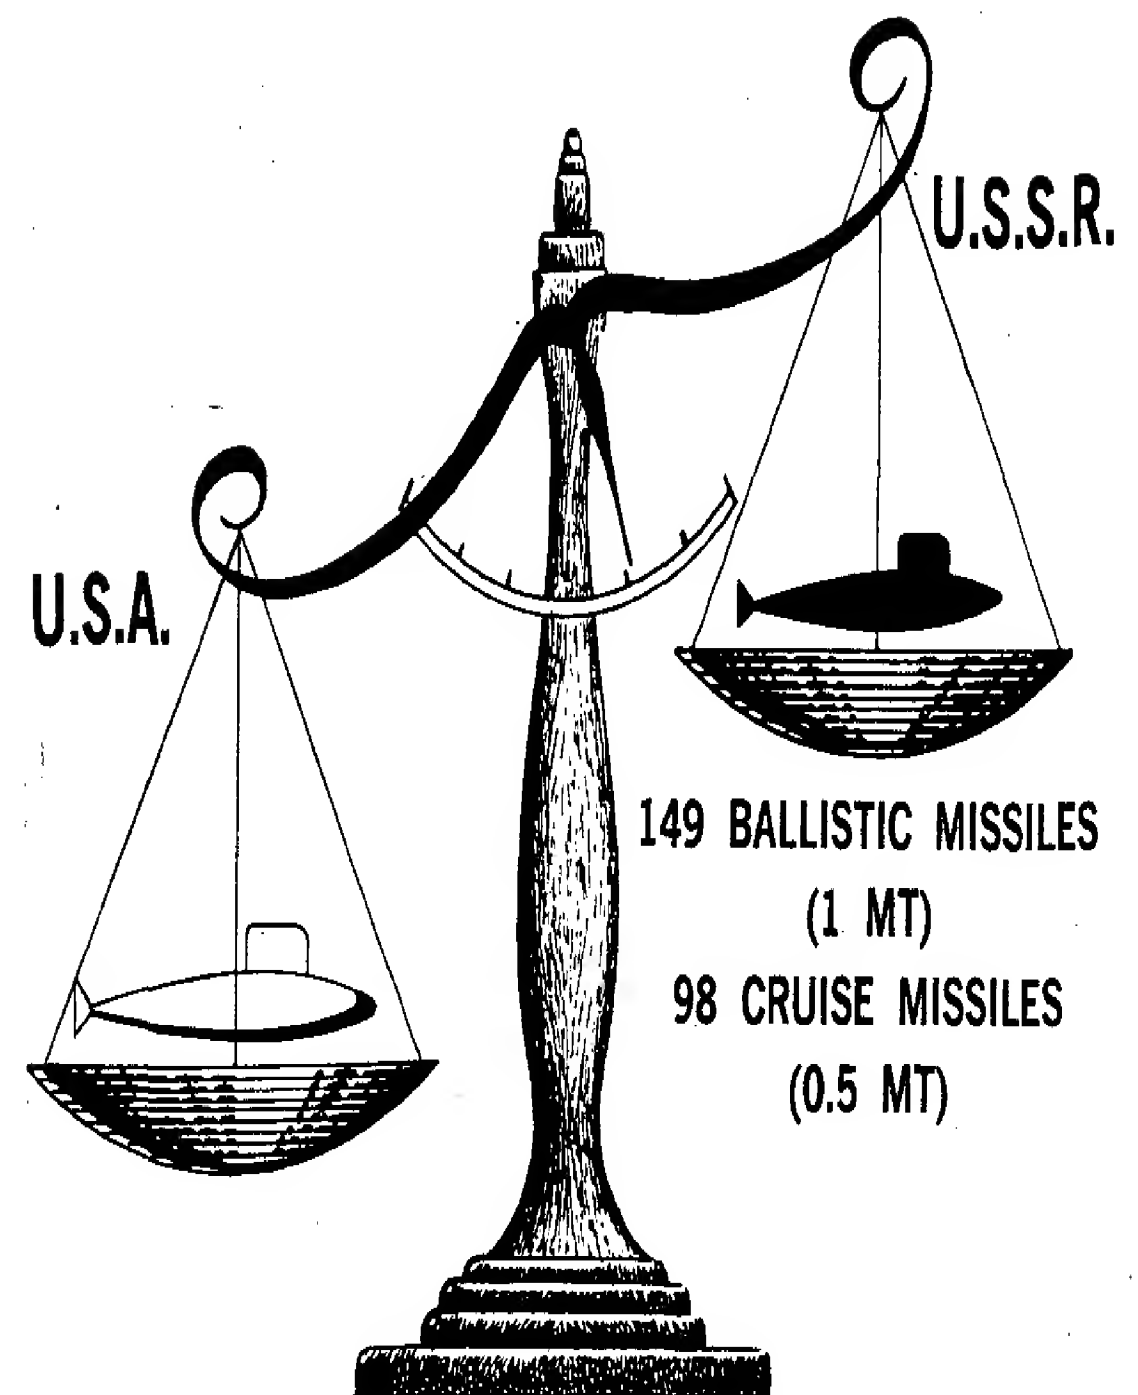 U.S.S.R.
U.S.A.
149 BALLISTIC MISSILES
(1 MT)
98 CRUISE MISSILES
(0.5 MT)